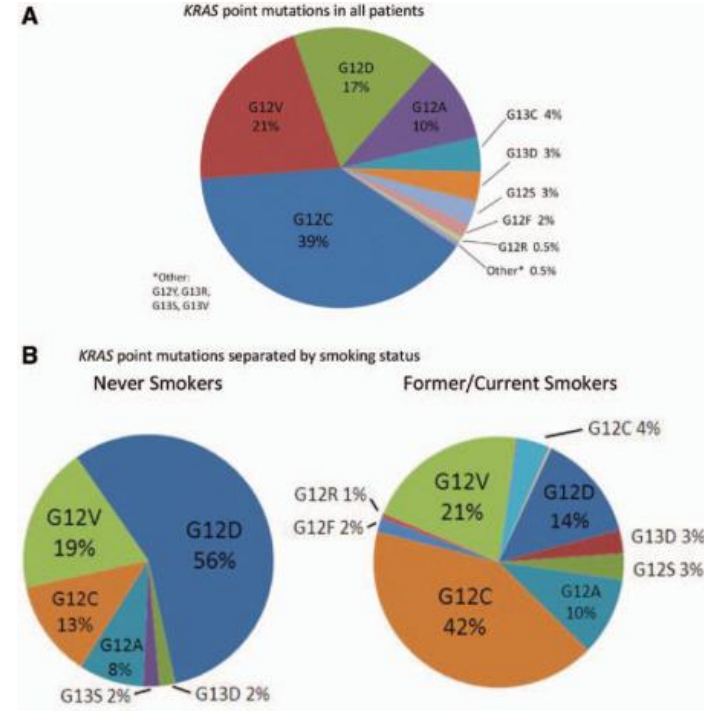 A
KRAS point mutations in all patients
G12D
17%
G12A
10%
G12V
21%
G13C 4%
G13D 3%
G12S 3%
G12F 2%
G12R 0.5%
Other* 0.5%
G12C
39%
*Other:
G12Y, G13R,
G13S, G13V
B
KRAS point mutations separated by smoking status
Never Smokers
G12V
19%
G12D
56%
G12C
13%
G12A
8%
G13S 2%
G13D 2%
Former/Current Smokers
G12C 4%
G12V
21%
G12D
14%
G12R 1%
G12F 2%
G13D 3%
G12S 3%
G12A
10%
G12C
42%